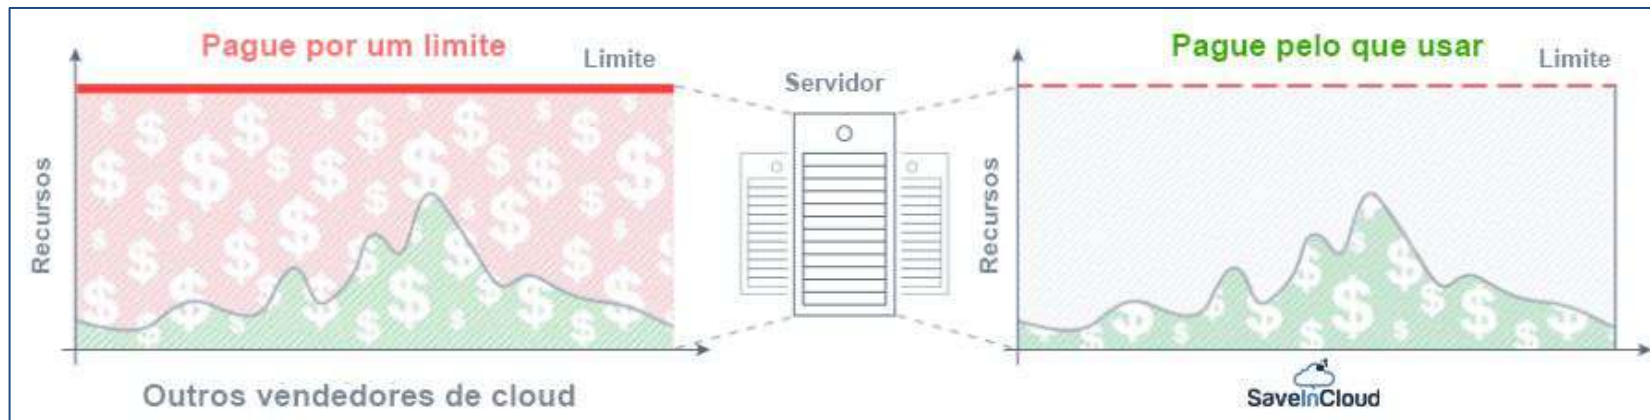 Pague por um limite
Limite
Recursos
Outros vendedores de cloud
Servidor
Pague pelo que usar
Limite
Recursos
SaveInCloud